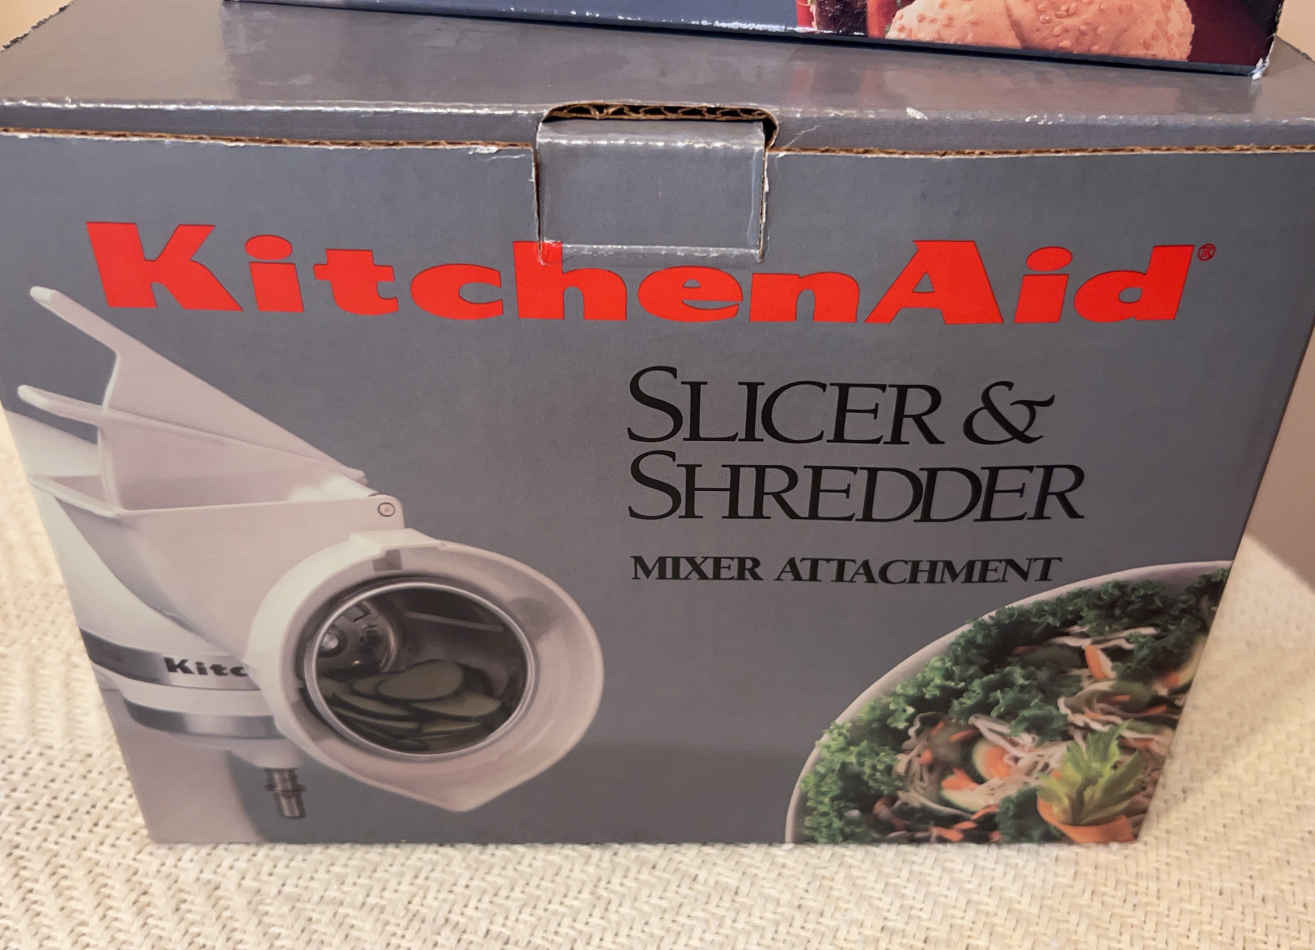 KitchenAid®
SLICER &
SHREDDER
MIXER ATTACHMENT
Kitc